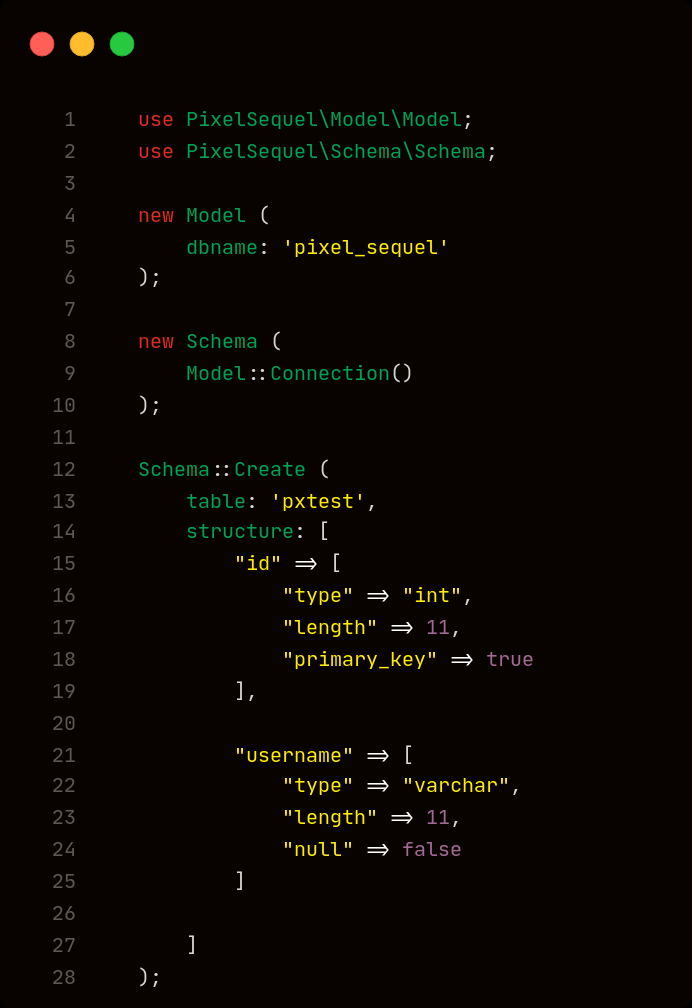 1 use PixelSequel\Model\Model;
2 use PixelSequel\Schema\Schema;
3
4 new Model (
5     dbname: 'pixel_sequel'
6 );
7
8 new Schema (
9     Model::Connection()
10 );
11
12 Schema::Create (
13     table: 'pxtest',
14     structure: [
15         "id" => [
16             "type" => "int",
17             "length" => 11,
18             "primary_key" => true
19         ],
20
21         "username" => [
22             "type" => "varchar",
23             "length" => 11,
24             "null" => false
25         ]
26
27     ]
28 );